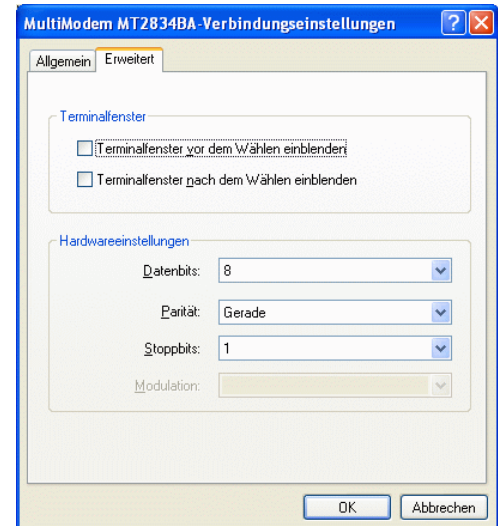 MultiModem MT2834BA-Verbindungseinstellungen
Allgemein Erweitert
Terminalfenster
Terminalfenster vor dem Wählen einblenden
Terminalfenster nach dem Wählen einblenden
Hardwareeinstellungen
Datenbits: 8
Parität: Gerade
Stoppbits: 1
Modulation:
OK Abbrechen